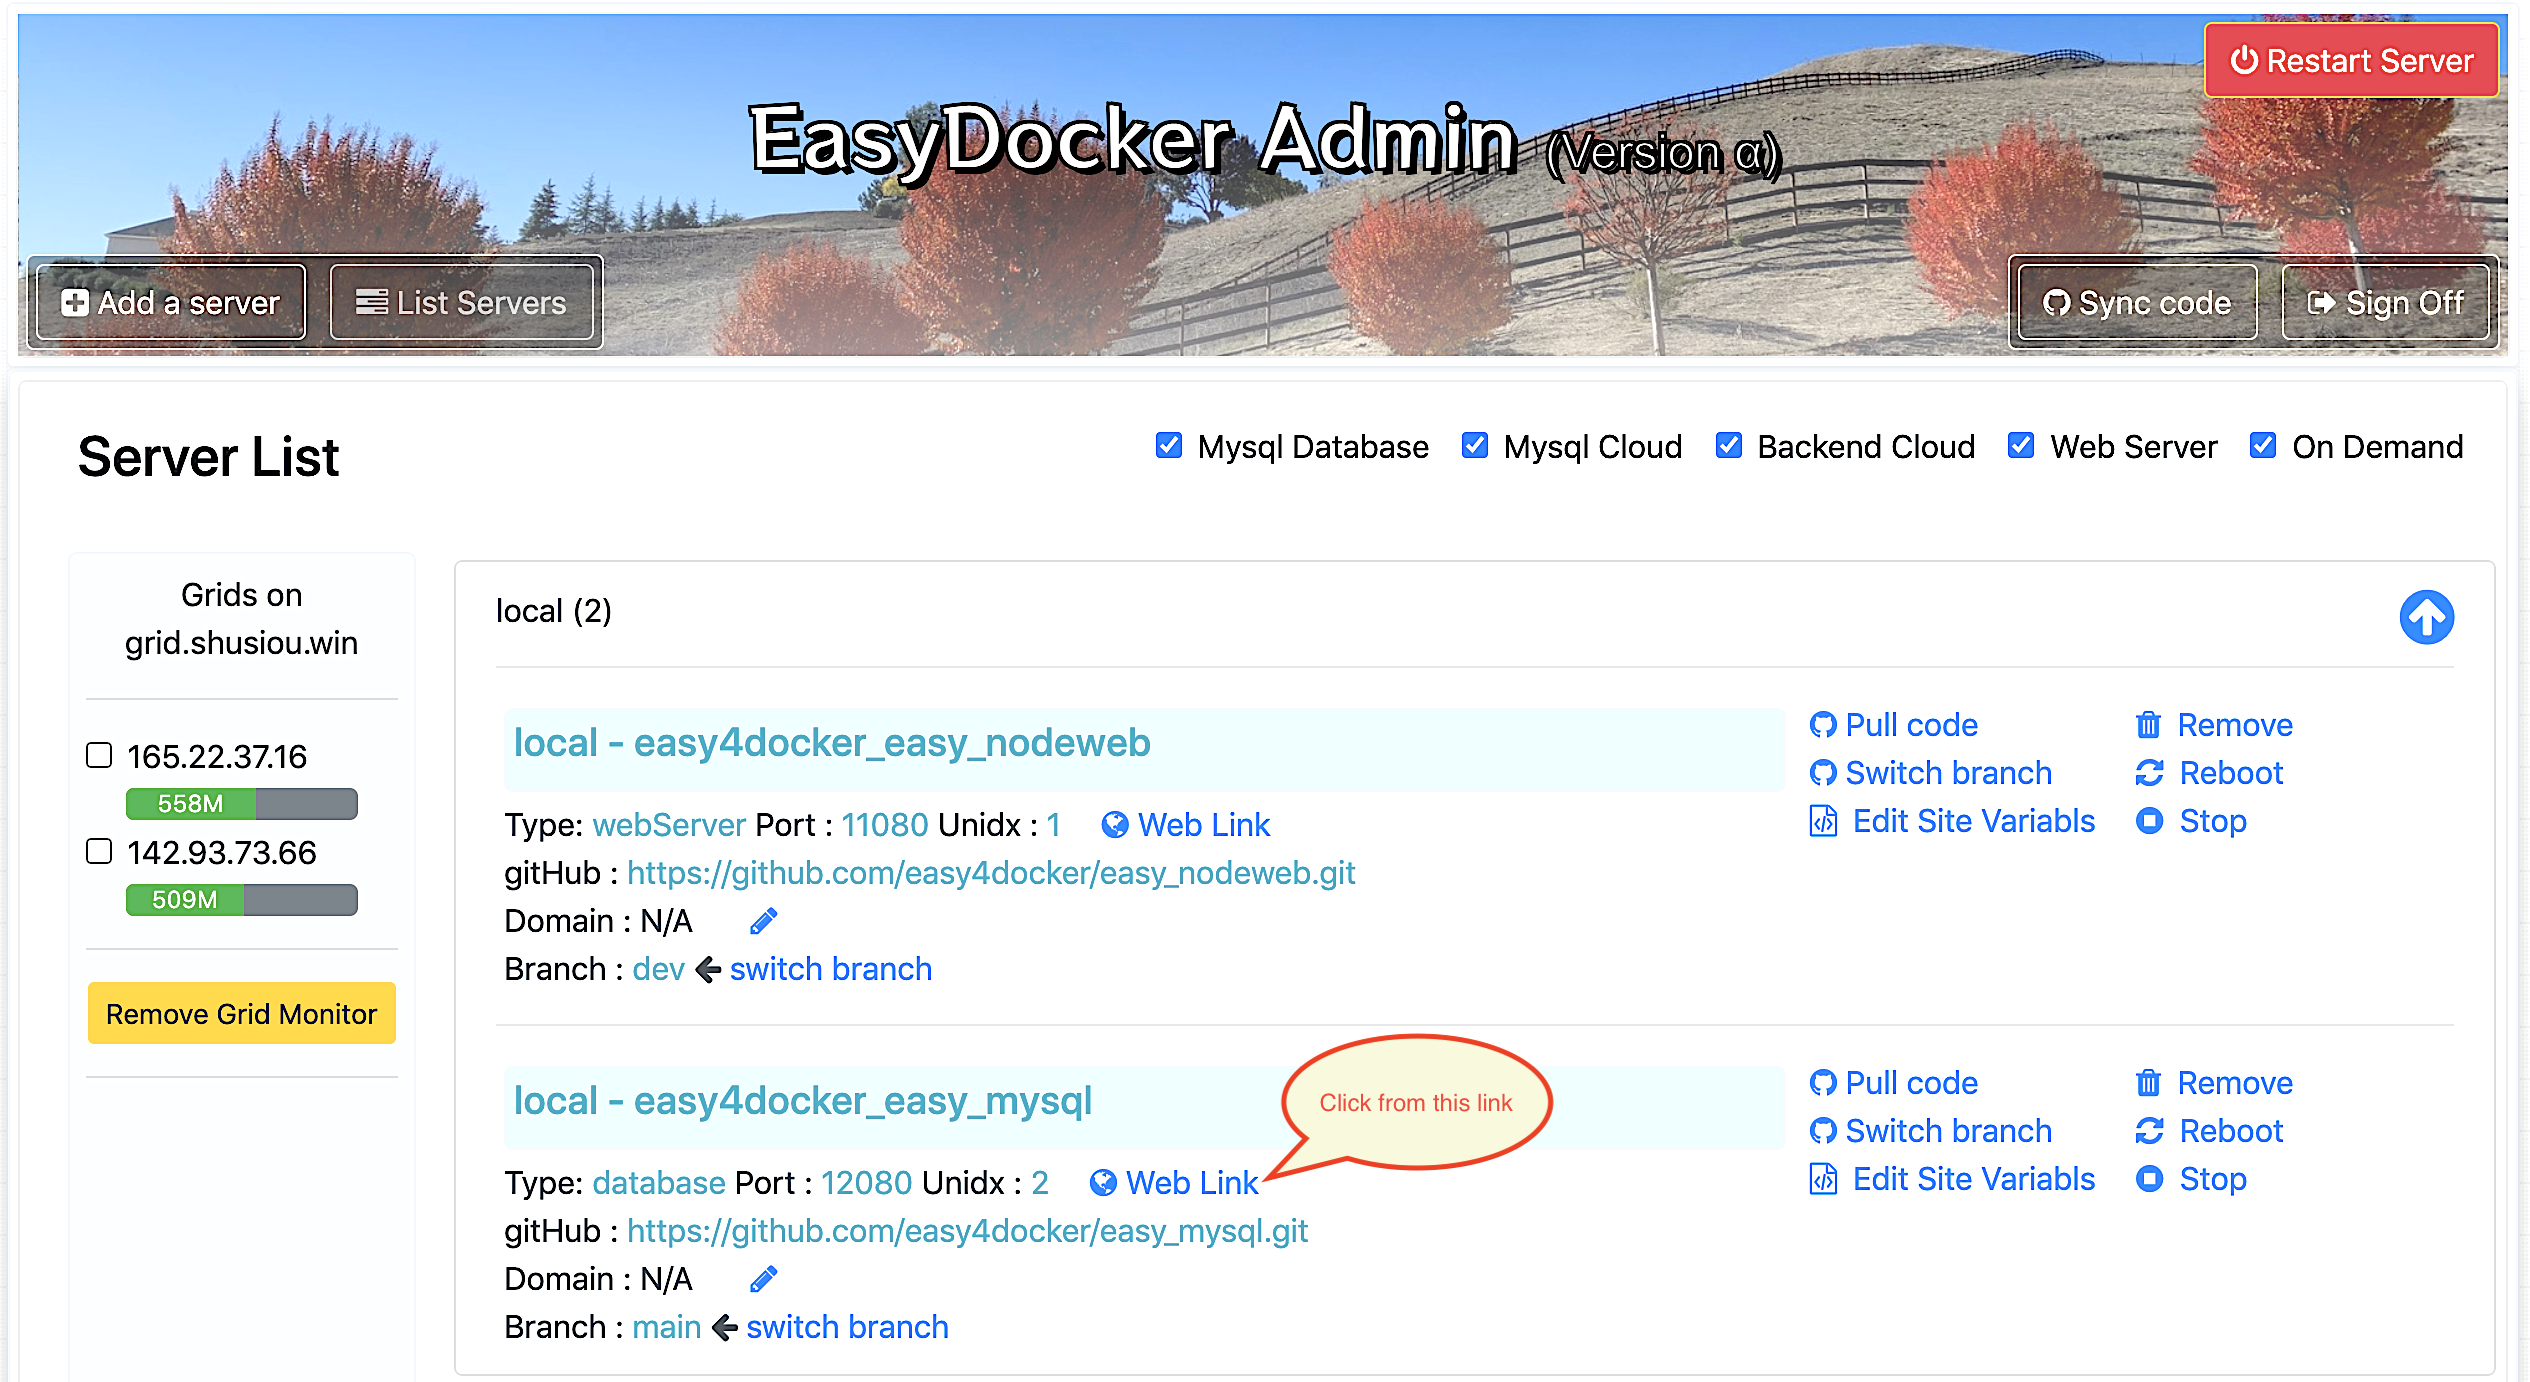 Restart Server
EasyDocker Admin (Version α)
Add a server
List Servers
Sync code
Sign Off
Server List
Mysql Database
Mysql Cloud
Backend Cloud
Web Server
On Demand
Grids on
grid.shusiou.win
165.22.37.16
558M
142.93.73.66
509M
Remove Grid Monitor
local (2)
local - easy4docker_easy_nodeweb
Type: webServer Port : 11080 Unidx : 1 Web Link
gitHub : https://github.com/easy4docker/easy_nodeweb.git
Domain : N/A
Branch : dev switch branch
Pull code
Switch branch
Edit Site Variabls
Remove
Reboot
Stop
local - easy4docker_easy_mysql
Click from this link
Type: database Port : 12080 Unidx : 2 Web Link
gitHub : https://github.com/easy4docker/easy_mysql.git
Domain : N/A
Branch : main switch branch
Pull code
Switch branch
Edit Site Variabls
Remove
Reboot
Stop